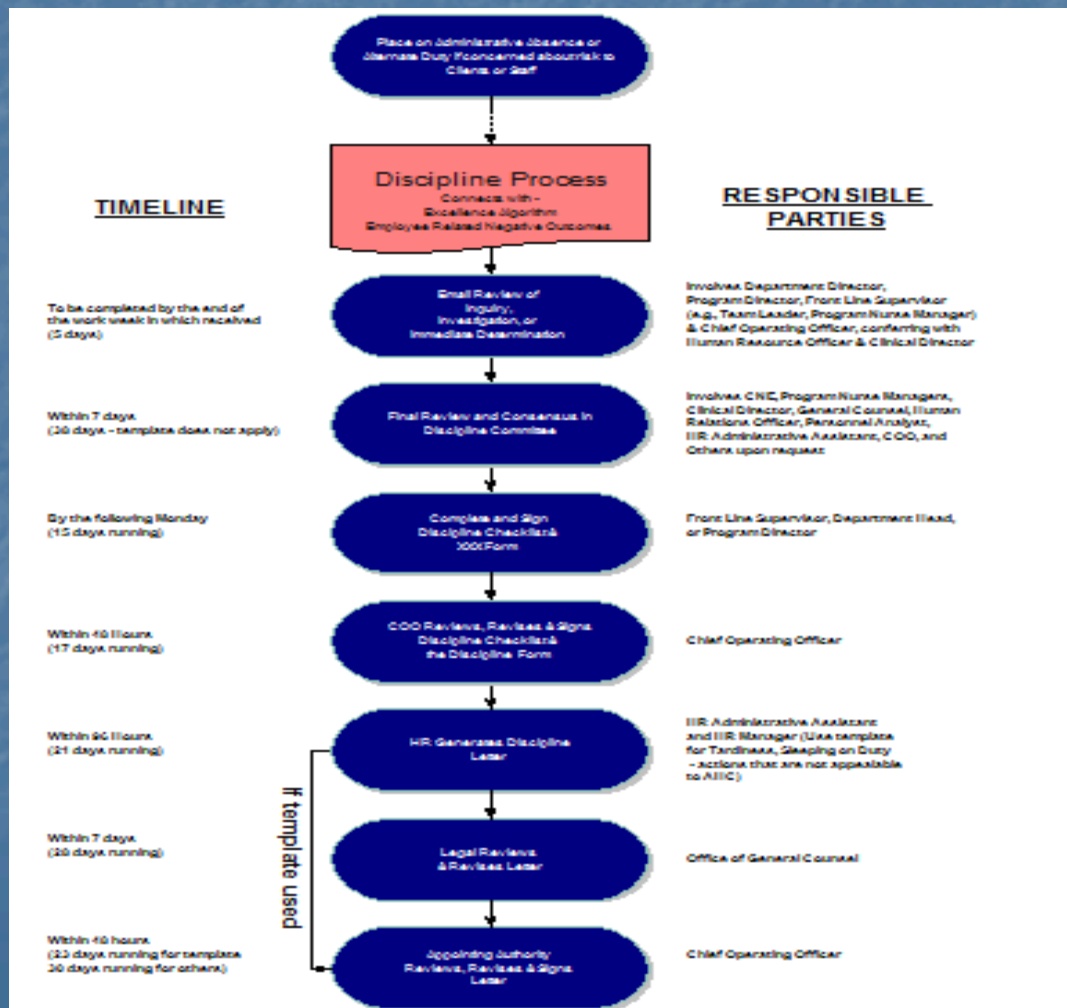 Place on Administrative Absence or
Alternate Duty if concerned about risk to
Clients or Staff
Discipline Process
Connects with -
Excellence Algorithm
Employee Related Negative Outcomes
TIMELINE
RESPONSIBLE
PARTIES
To be completed by the end of
the work week in which received
(5 days)
Email Review of
Inquiry,
Investigation, or
Immediate Determination
Involves Department Director,
Program Director, Front Line Supervisor
(e.g., Team Leader, Program Nurse Manager)
& Chief Operating Officer, conferring with
Human Resource Officer & Clinical Director
Within 7 days
days - template does not apply)
Final Review and Consensus in
Discipline Committee
Involves CNE, Program Nurse Managers,
Clinical Director, General Counsel, Human
Relations Officer, Personnel Analyst,
HR Administrative Assistant, COO, and
Others upon request
By the following Monday
(15 days running)
Complete and Sign
Discipline Checklist &
XXX Form
Front Line Supervisor, Department Head,
or Program Director
Within 48 Hours
(17 days running)
COO Reviews, Revises & Signs
Discipline Checklist &
the Discipline Form
Chief Operating Officer
Within 96 Hours
(21 days running)
HR Generates Discipline
Letter
HR Administrative Assistant
and HR Manager (Use template
for Tardiness, Sleeping on Duty
- actions that are not appealable
to
If template used
Within 7 days
(28 days running)
Legal Reviews
& Revises Letter
Office of General Counsel
Within 48 hours
(23 days running for template
30 days running for others)
Appointing Authority
Reviews, Revises & Signs
Letter
Chief Operating Officer